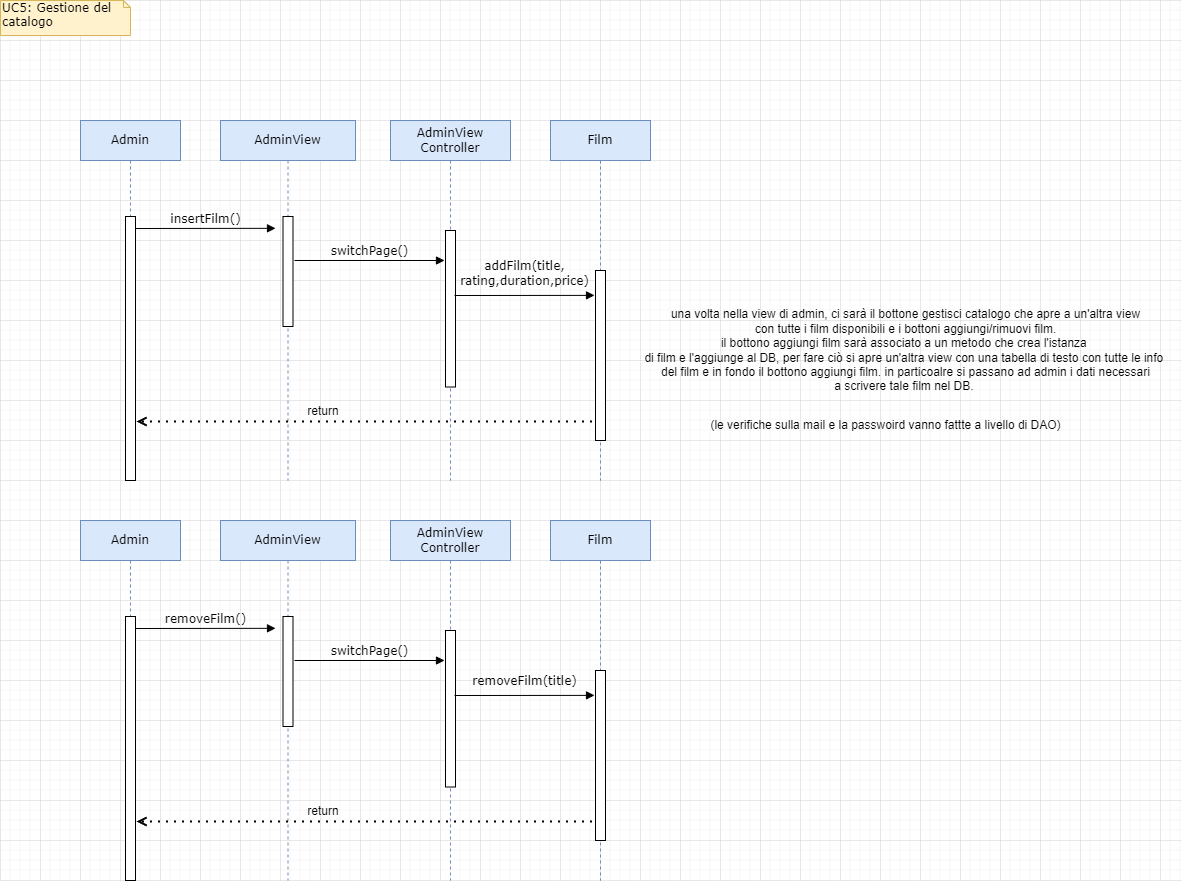 UC5: Gestione del
catalogo
Admin
AdminView
AdminView
Controller
Film
insertFilm()
switchPage()
addFilm(title,
rating,duration,price)
return
una volta nella view di admin, ci sarà il bottone gestisci catalogo che apre a un'altra view
con tutte i film disponibili e i bottoni aggiungi/rimuovi film.
il bottono aggiungi film sarà associato a un metodo che crea l'istanza
di film e l'aggiunge al DB, per fare ciò si apre un'altra view con una tabella di testo con tutte le info
del film e in fondo il bottono aggiungi film. in particoalre si passano ad admin i dati necessari
a scrivere tale film nel DB.
(le verifiche sulla mail e la passwoird vanno fattte a livello di DAO)
Admin
AdminView
AdminView
Controller
Film
removeFilm()
switchPage()
removeFilm(title)
return